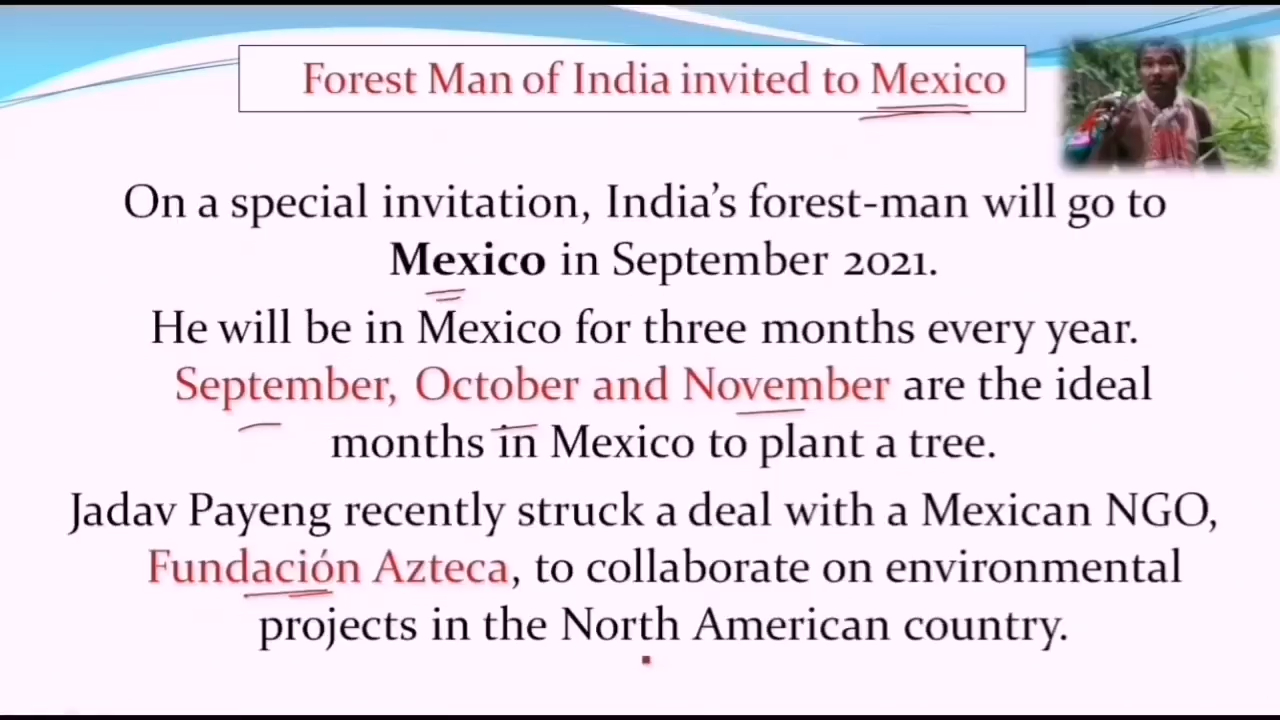 Forest Man of India invited to Mexico
On a special invitation, India’s forest-man will go to
Mexico in September 2021.
He will be in Mexico for three months every year.
September, October and November are the ideal
months in Mexico to plant a tree.
Jadav Payeng recently struck a deal with a Mexican NGO,
Fundación Azteca, to collaborate on environmental
projects in the North American country.